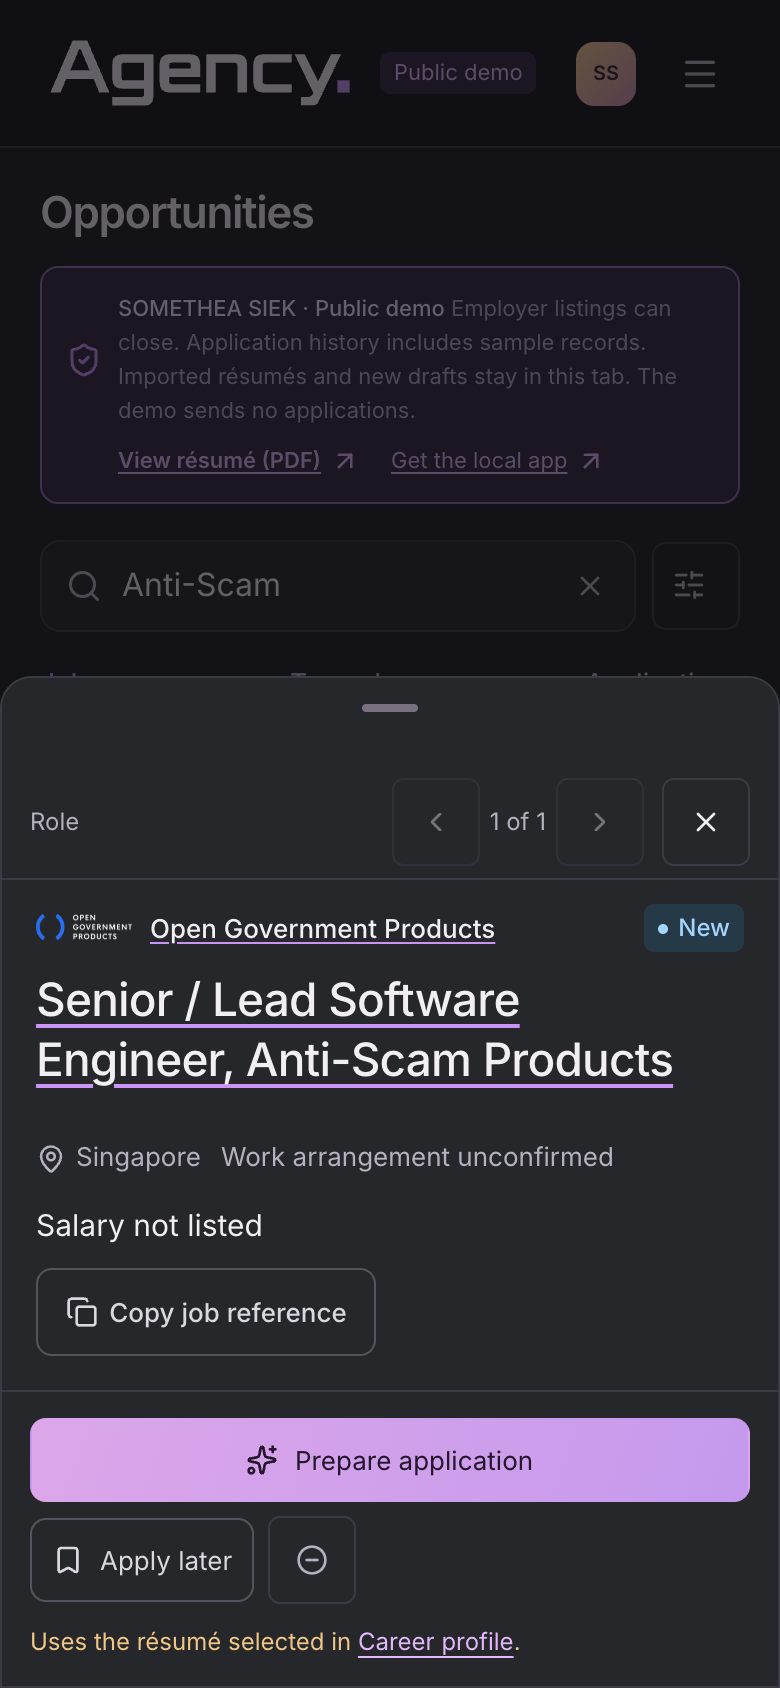 Agency.
Public demo
SS
Opportunities
SOMETHEA SIEK · Public demo Employer listings can
close. Application history includes sample records.
Imported résumés and new drafts stay in this tab. The
demo sends no applications.
View résumé (PDF)
Get the local app
Anti-Scam
Role
1 of 1
OPEN
GOVERNMENT
PRODUCTS
Open Government Products
New
Senior / Lead Software
Engineer, Anti-Scam Products
Singapore
Work arrangement unconfirmed
Salary not listed
Copy job reference
Prepare application
Apply later
Uses the résumé selected in Career profile.